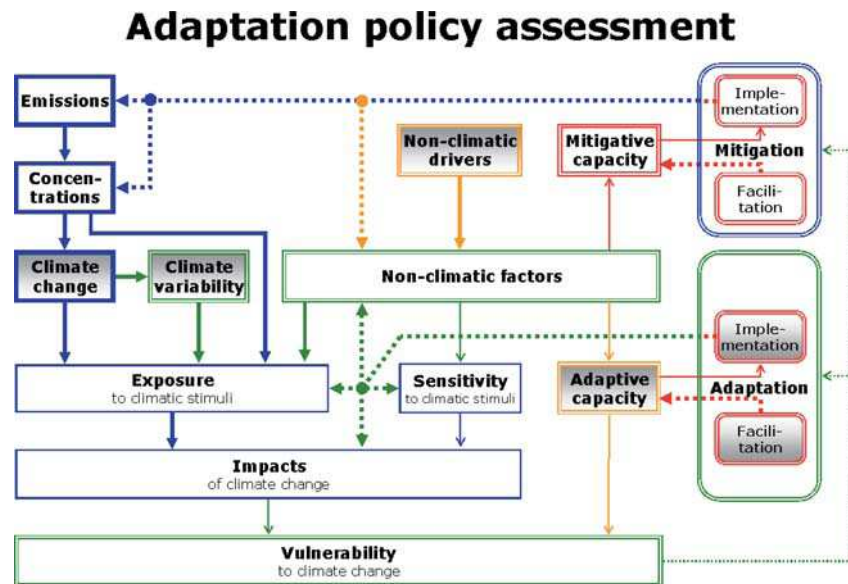 Adaptation policy assessment
Emissions
Concen-
trations
Climate
change
Climate
variability
Non-climatic
drivers
Mitigative
capacity
Imple-
mentation
Mitigation
Facili-
tation
Non-climatic factors
Exposure
to climatic stimuli
Sensitivity
to climatic stimuli
Adaptive
capacity
Imple-
mentation
Adaptation
Facili-
tation
Impacts
of climate change
Vulnerability
to climate change